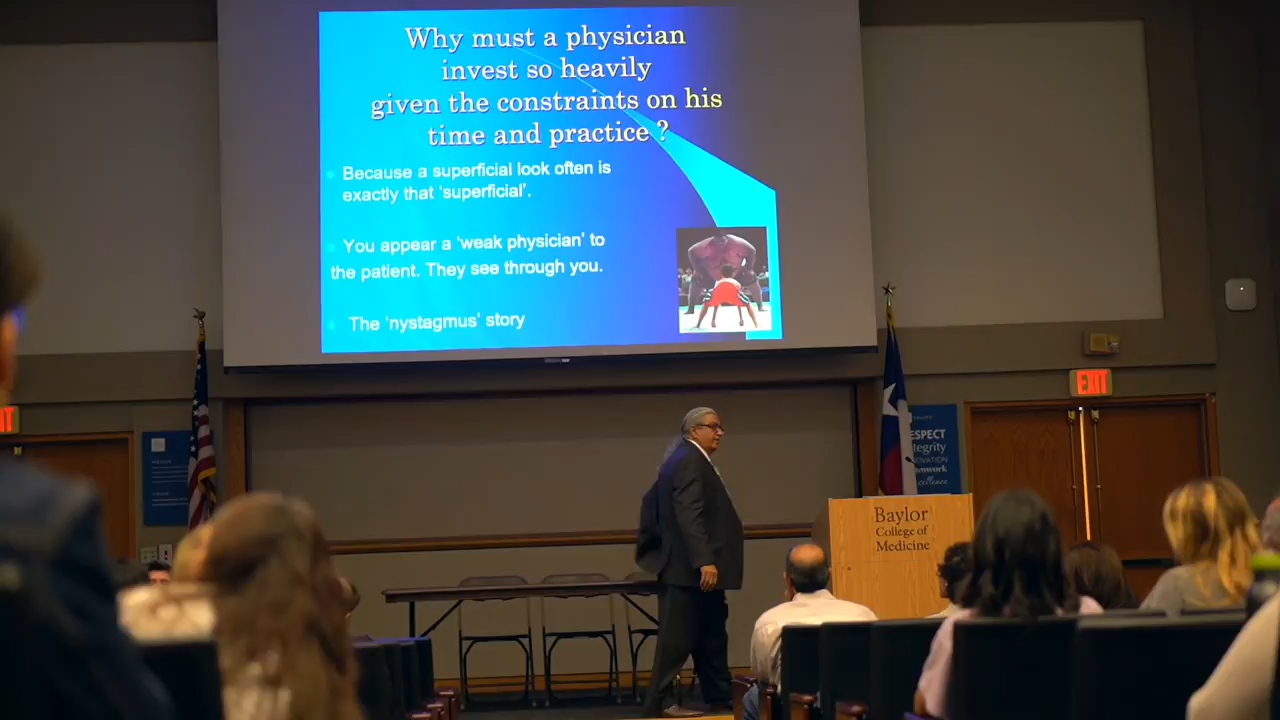 Why must a physician
invest so heavily
given the constraints on his
time and practice ?
Because a superficial look often is
exactly that ‘superficial’.
You appear a ‘weak physician’ to
the patient. They see through you.
The ‘nystagmus’ story
EXIT
Baylor
College of
Medicine